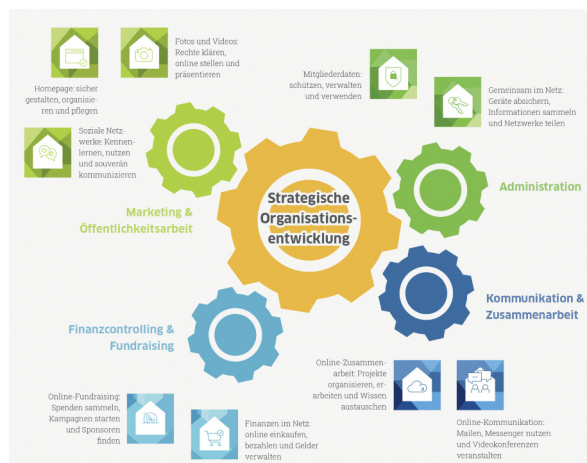 Fotos und Videos:
Rechte klären,
online stellen und
präsentieren
Homepage: sicher
gestalten, organisie-
ren und pflegen
Soziale Netz-
werke: Kennen-
lernen, nutzen
und souverän
kommunizieren
Marketing &
Öffentlichkeitsarbeit
Mitgliederdaten:
schützen, verwalten
und verwenden
Gemeinsam im Netz:
Geräte absichern,
Informationen sammeln
und Netzwerke teilen
Administration
Strategische
Organisations-
entwicklung
Kommunikation &
Zusammenarbeit
Finanzcontrolling &
Fundraising
Online-Zusammen-
arbeit: Projekte
organisieren, er-
arbeiten und Wissen
austauschen
Online-Kommunikation:
Mailen, Messenger nutzen
und Videokonferenzen
veranstalten
Online-Fundraising:
Spenden sammeln,
Kampagnen starten
und Sponsoren
finden
Finanzen im Netz:
online einkaufen,
bezahlen und Gelder
verwalten